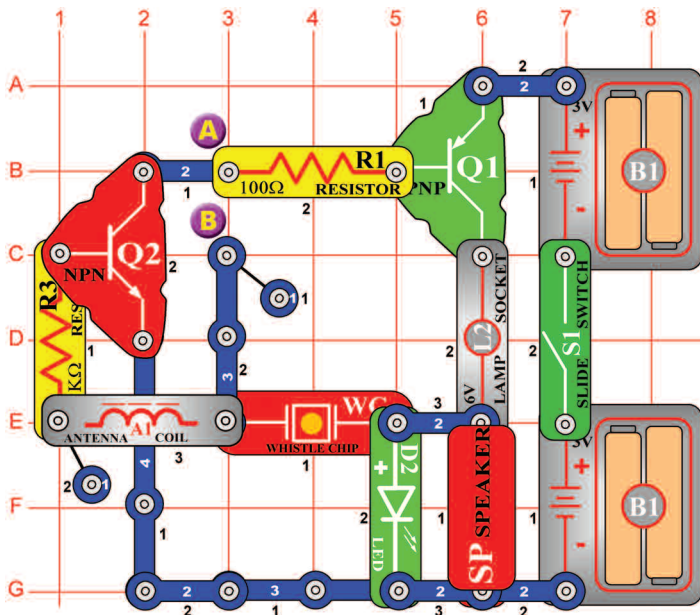 1 2 3 4 5 6 7 8
A
2
2
1
3V
+
A
R1
Q1
B1
B
2
1
100Ω
RESISTOR
2
PNP
1
-
B
Q2
NPN
2
C
R3
RES
KΩ
1
1
1
SOCKET
L2
LAMP
6V
2
SWITCH
S1
SLIDE
2
D
3
2
E
A1
ANTENNA COIL
3
WC
WHISTLE CHIP
1
3
2
3V
+
4
2
1
D2
+
LED
2
SPEAKER
SP
1
B1
1
-
F
1
G
2
2
3
1
2
3
2
2